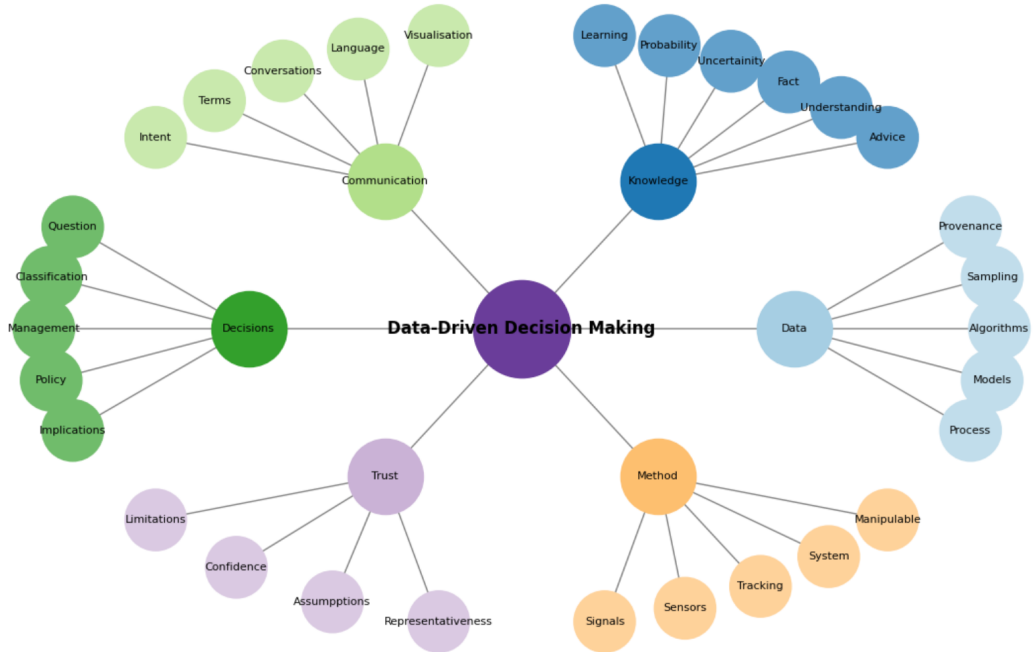 Visualisation
Learning
Language
Probability
Uncertainity
Conversations
Fact
Terms
Understanding
Intent
Advice
Communication
Knowledge
Question
Provenance
Classification
Sampling
Management
Decisions
Data-Driven Decision Making
Data
Algorithms
Policy
Models
Implications
Process
Trust
Method
Limitations
Manipulable
System
Confidence
Tracking
Assumpptions
Sensors
Representativeness
Signals